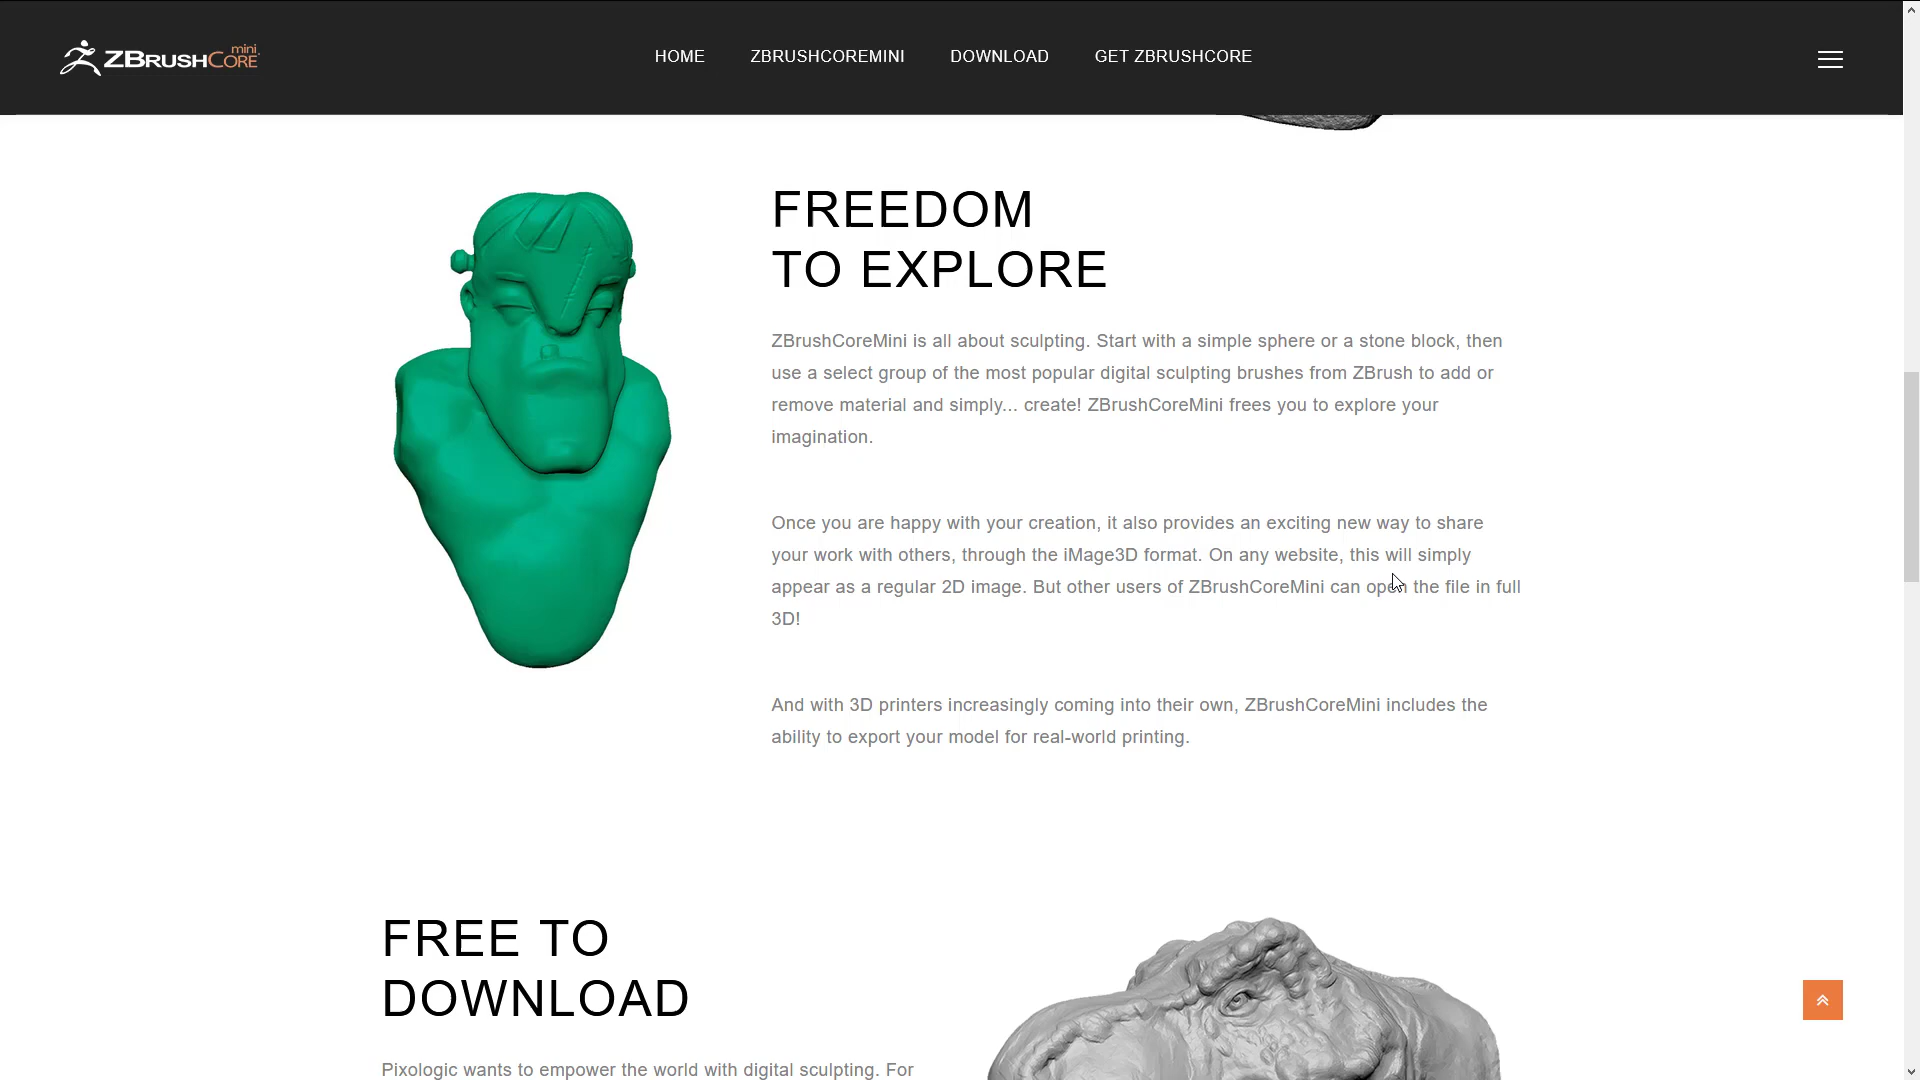 ZBRUSHCORE mini
HOME
ZBRUSHCOREMINI
DOWNLOAD
GET ZBRUSHCORE
FREEDOM
TO EXPLORE
ZBrushCoreMini is all about sculpting. Start with a simple sphere or a stone block, then
use a select group of the most popular digital sculpting brushes from ZBrush to add or
remove material and simply... create! ZBrushCoreMini frees you to explore your
imagination.
Once you are happy with your creation, it also provides an exciting new way to share
your work with others, through the iMage3D format. On any website, this will simply
appear as a regular 2D image. But other users of ZBrushCoreMini can open the file in full
3D!
And with 3D printers increasingly coming into their own, ZBrushCoreMini includes the
ability to export your model for real-world printing.
FREE TO
DOWNLOAD
Pixologic wants to empower the world with digital sculpting. For